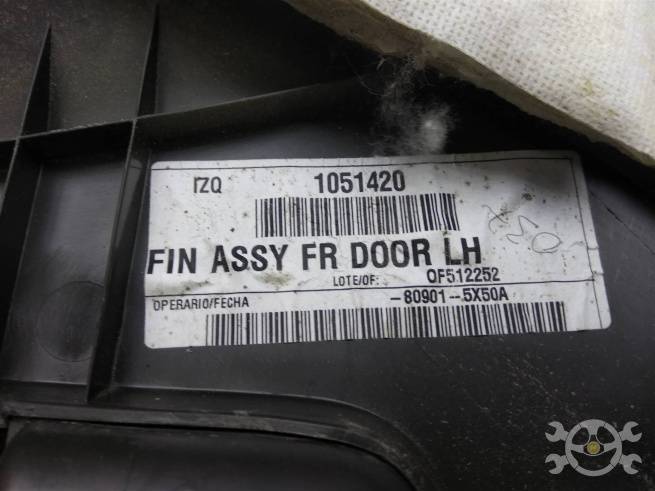 IZQ 1051420
FIN ASSY FR DOOR LH
LOTE/OF: OF512252
OPERARIO/FECHA -80901--5X50A